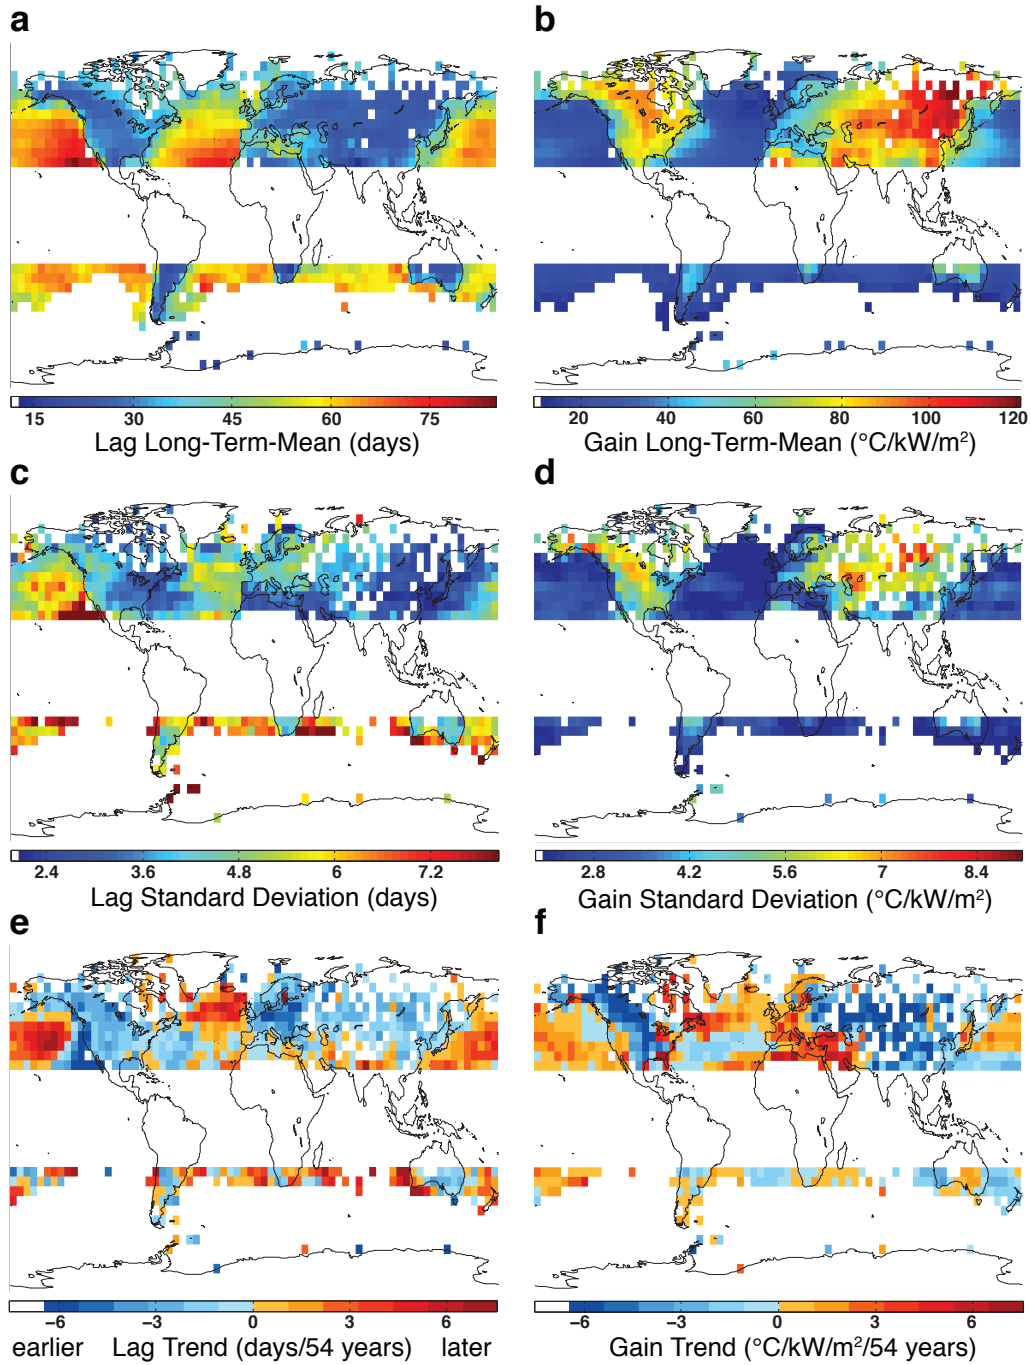 a
b
15 30 45 60 75
Lag Long-Term-Mean (days)
20 40 60 80 100 120
Gain Long-Term-Mean (°C/kW/m²)
c
d
2.4 3.6 4.8 6 7.2
Lag Standard Deviation (days)
2.8 4.2 5.6 7 8.4
Gain Standard Deviation (°C/kW/m²)
e
f
−6 −3 0 3 6
earlier Lag Trend (days/54 years) later
−6 −3 0 3 6
Gain Trend (°C/kW/m²/54 years)